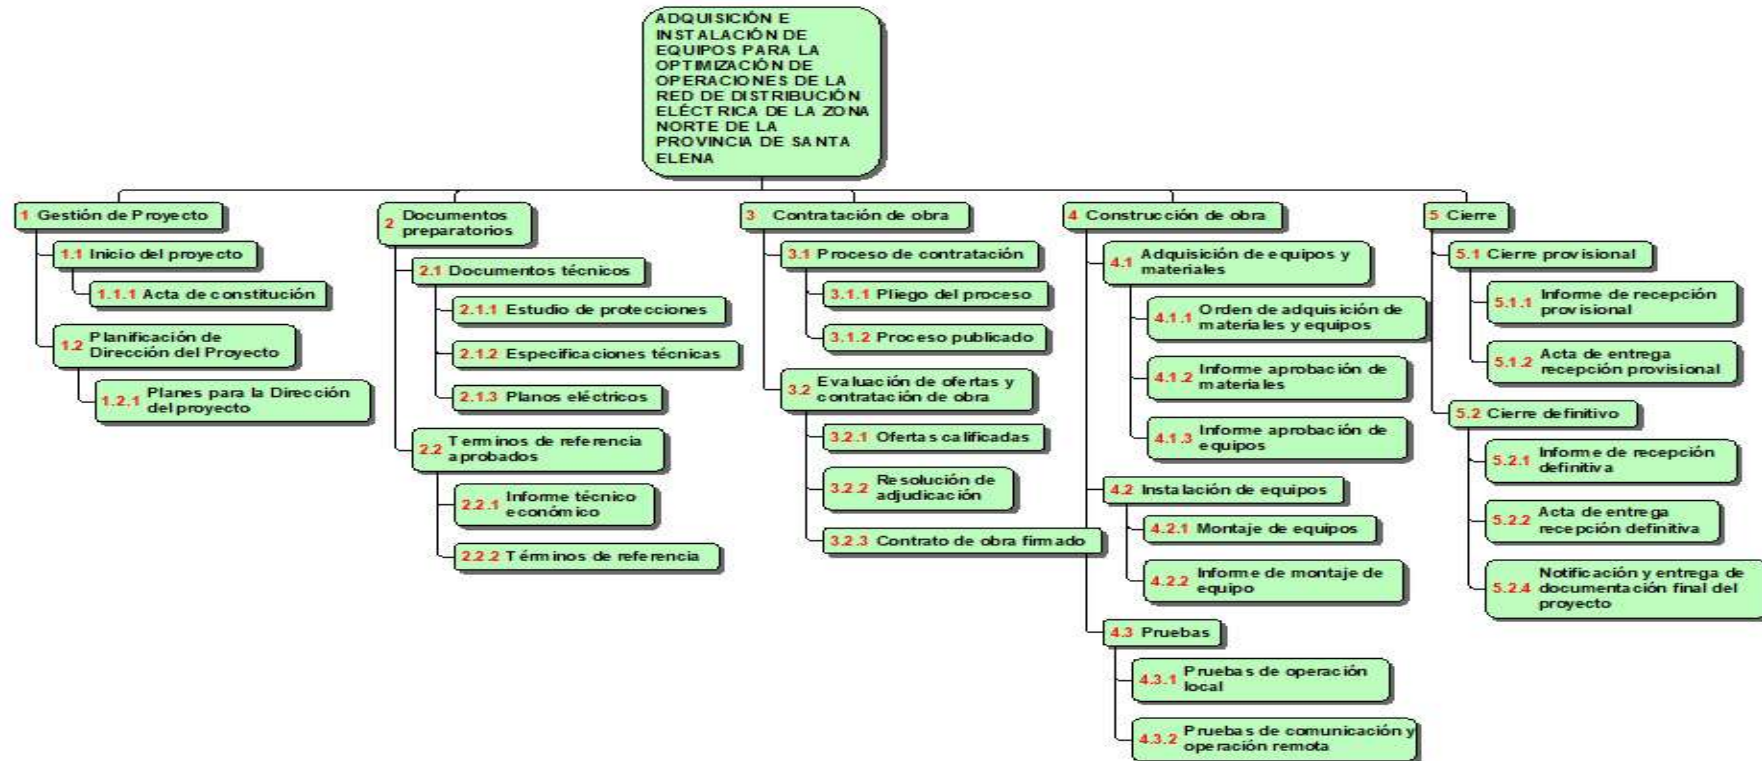 ADQUISICIÓN E
INSTALACIÓN DE
EQUIPOS PARA LA
OPTIMIZACIÓN DE
OPERACIONES DE LA
RED DE DISTRIBUCIÓN
ELÉCTRICA DE LA ZONA
NORTE DE LA
PROVINCIA DE SANTA
ELENA
1 Gestión de Proyecto
1.1 Inicio del proyecto
1.1.1 Acta de constitución
1.2 Planificación de
Dirección del Proyecto
1.2.1 Planes para la Dirección
del proyecto
2 Documentos
preparatorios
2.1 Documentos técnicos
2.1.1 Estudio de protecciones
2.1.2 Especificaciones técnicas
2.1.3 Planos eléctricos
2.2 Terminos de referencia
aprobados
2.2.1 Informe técnico
económico
2.2.2 Términos de referencia
3 Contratación de obra
3.1 Proceso de contratación
3.1.1 Pliego del proceso
3.1.2 Proceso publicado
3.2 Evaluación de ofertas y
contratación de obra
3.2.1 Ofertas calificadas
3.2.2 Resolución de
adjudicación
3.2.3 Contrato de obra firmado
4 Construcción de obra
4.1 Adquisición de equipos y
materiales
4.1.1 Orden de adquisición de
materiales y equipos
4.1.2 Informe aprobación de
materiales
4.1.3 Informe aprobación de
equipos
4.2 Instalación de equipos
4.2.1 Montaje de equipos
4.2.2 Informe de montaje de
equipo
4.3 Pruebas
4.3.1 Pruebas de operación
local
4.3.2 Pruebas de comunicación y
operación remota
5 Cierre
5.1 Cierre provisional
5.1.1 Informe de recepción
provisional
5.1.2 Acta de entrega
recepción provisional
5.2 Cierre definitivo
5.2.1 Informe de recepción
definitiva
5.2.2 Acta de entrega
recepción definitiva
5.2.4 Notificación y entrega de
documentación final del
proyecto